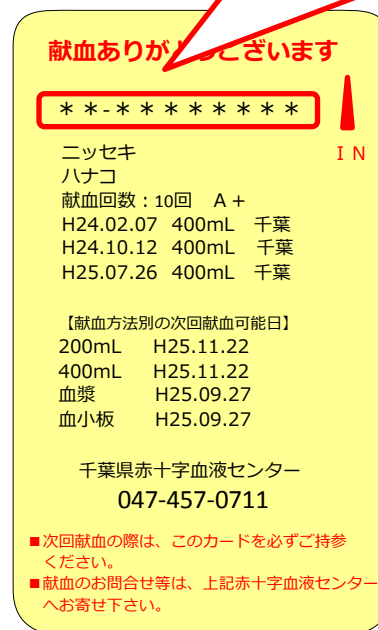 献血ありがとうございます
**-********
IN
ニッセキ
ハナコ
献血回数：10回 A+
H24.02.07 400mL 千葉
H24.10.12 400mL 千葉
H25.07.26 400mL 千葉
【献血方法別の次回献血可能日】
200mL H25.11.22
400mL H25.11.22
血漿 H25.09.27
血小板 H25.09.27
千葉県赤十字血液センター
047-457-0711
■次回献血の際は、このカードを必ずご持参
ください。
■献血のお問合せ等は、上記赤十字血液センター
へお寄せ下さい。